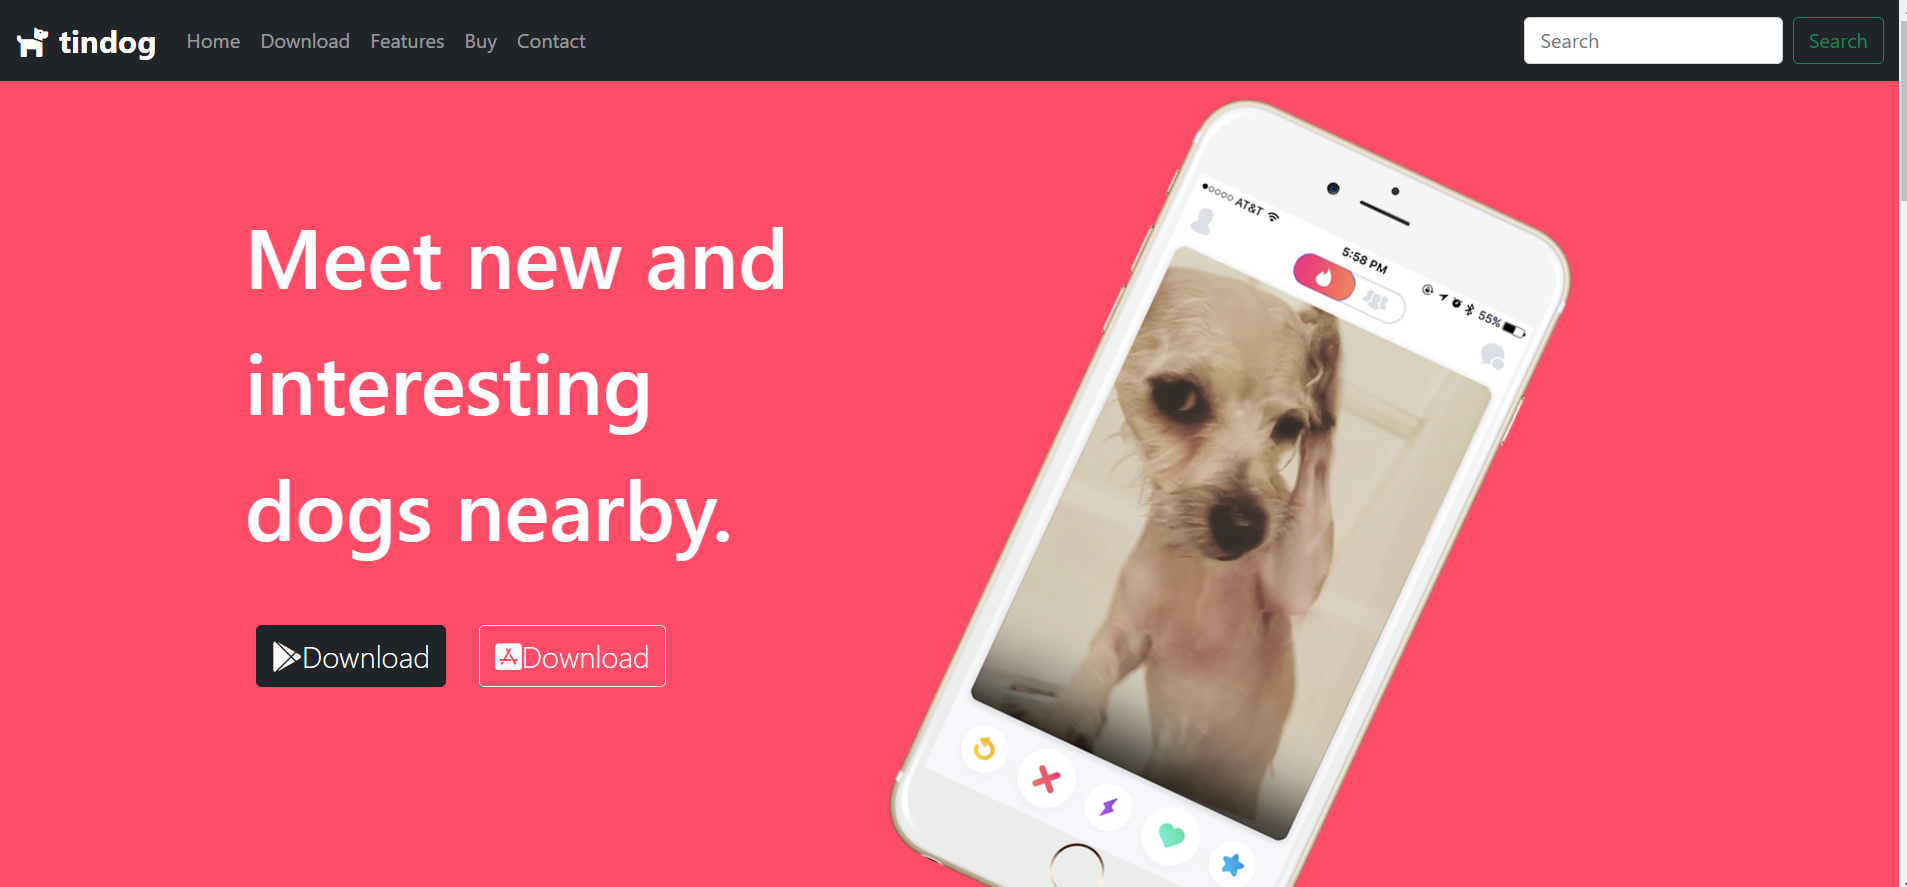 tindog Home Download Features Buy Contact Search Search
AT&T 5:58 PM 55%
Meet new and
interesting
dogs nearby.
Download Download